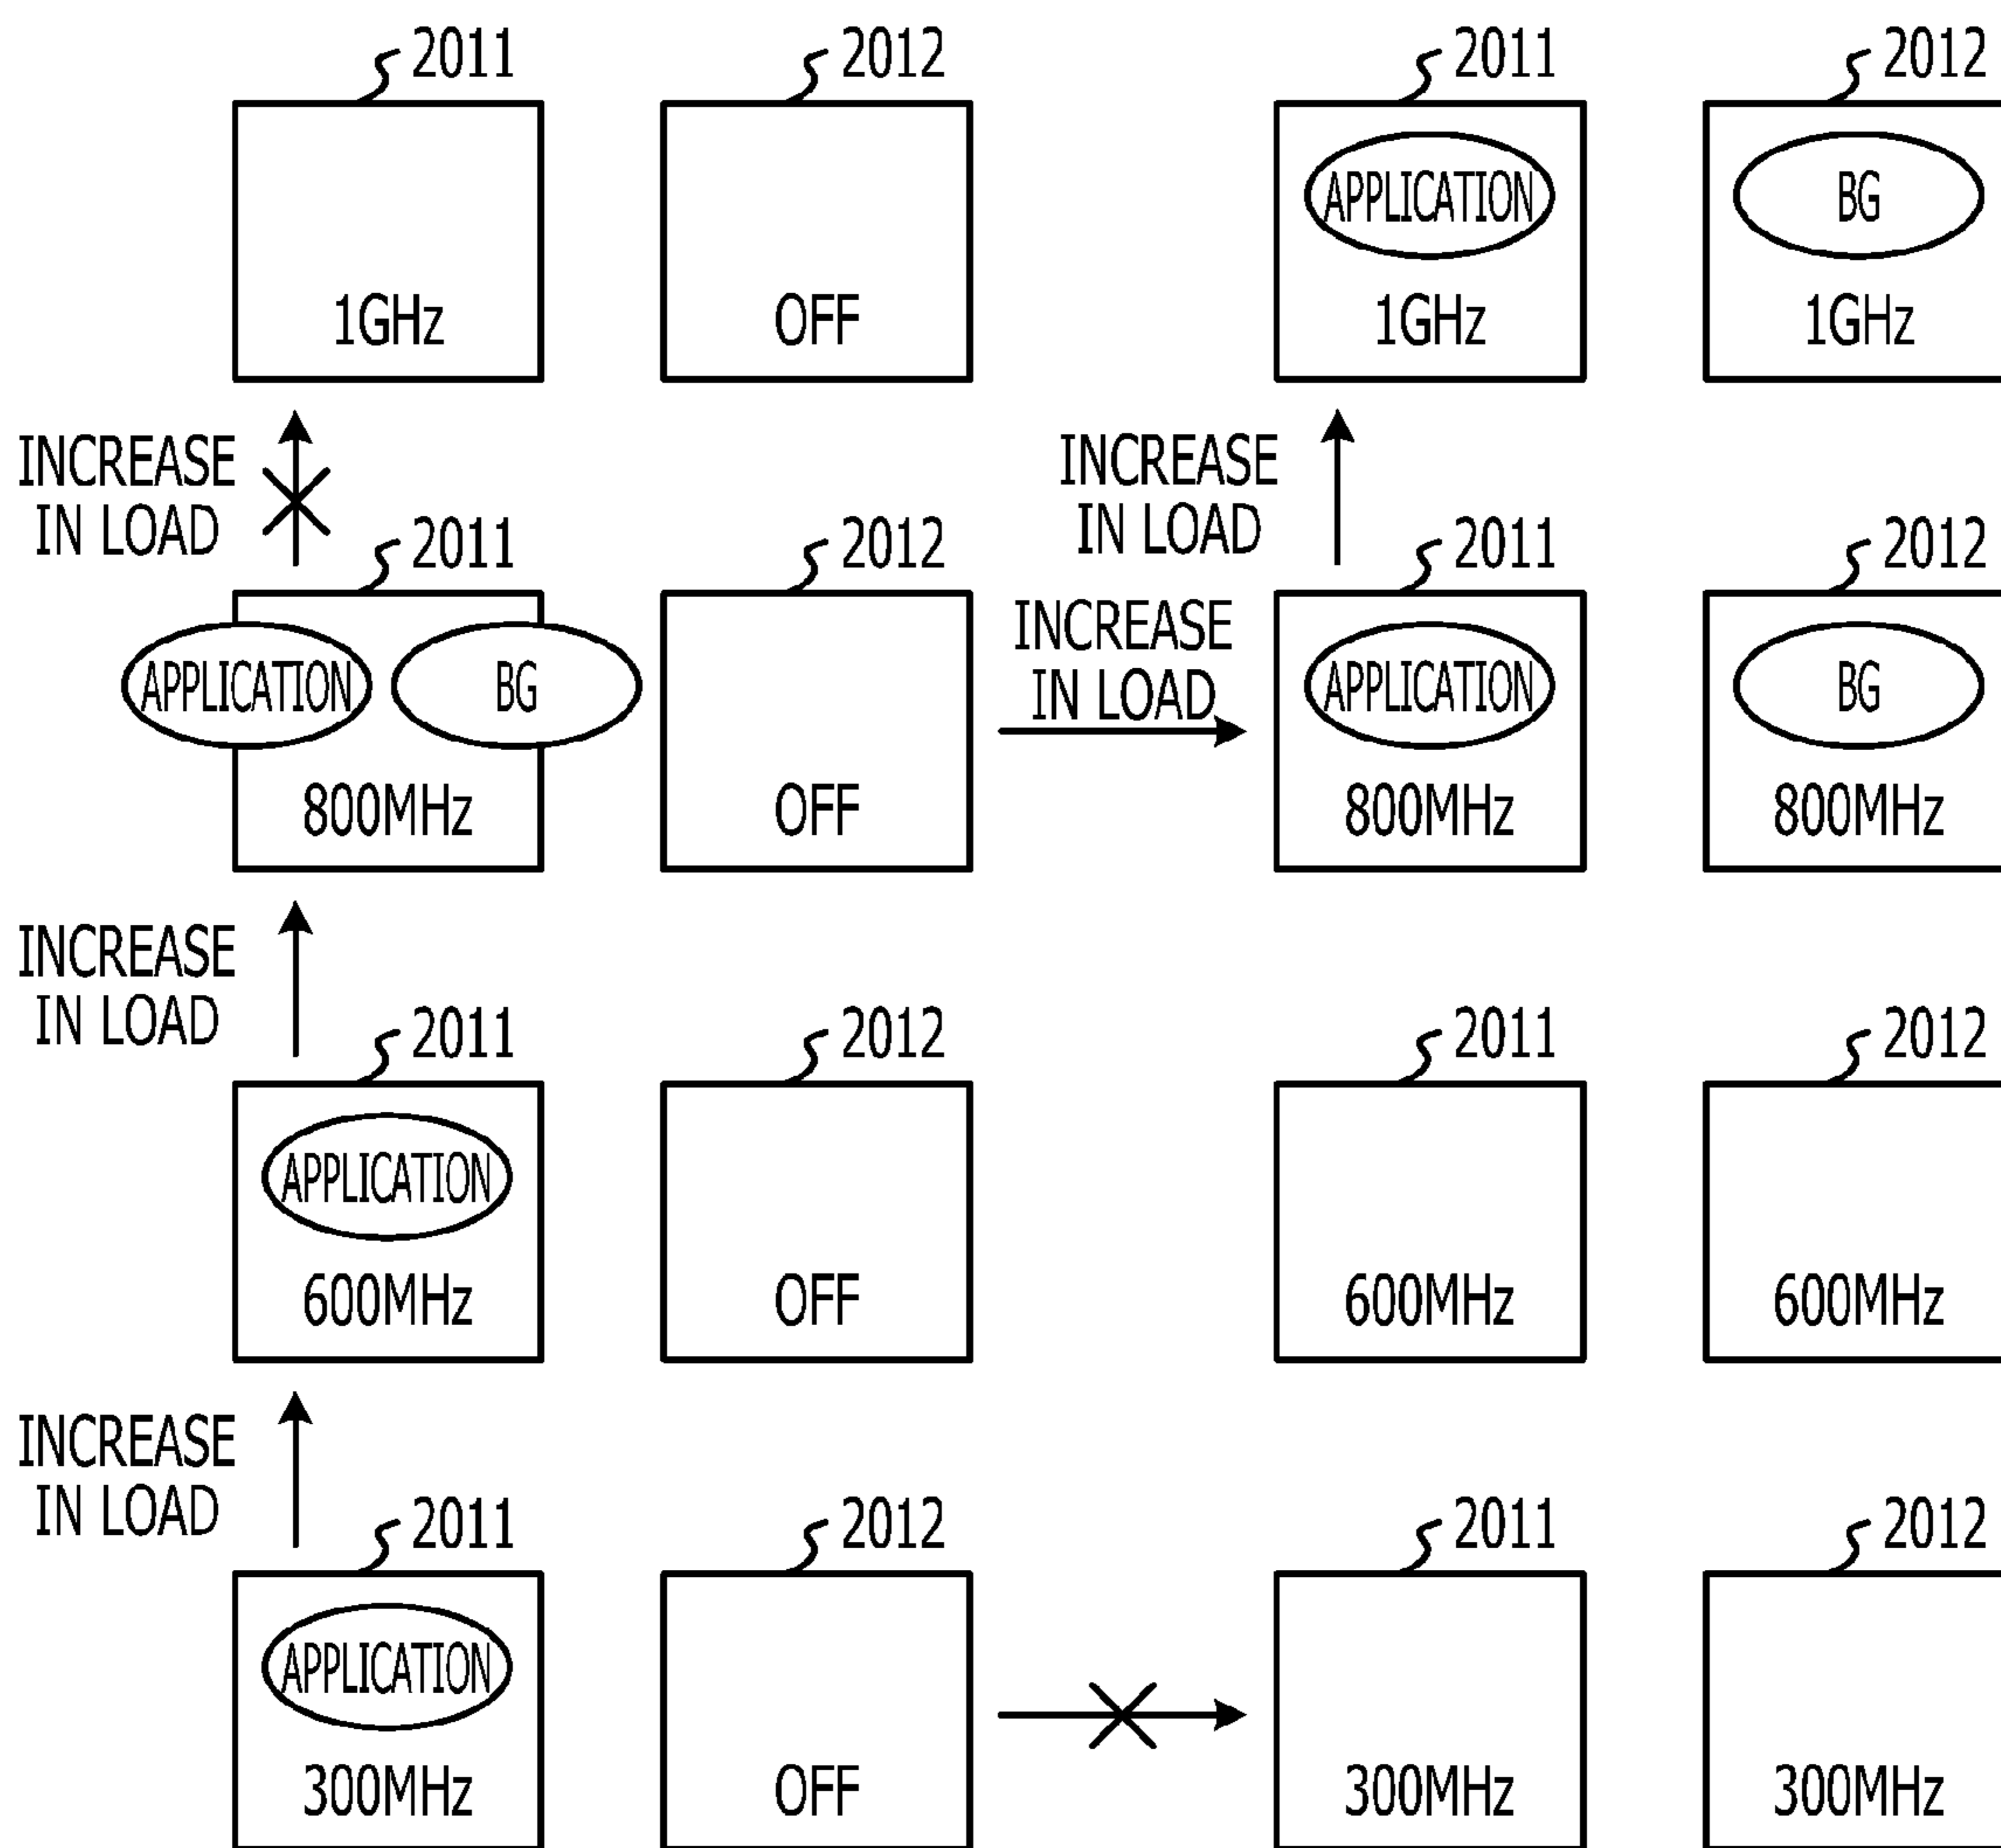 2011
2012
2011
2012
APPLICATION
BG
1GHz
OFF
1GHz
1GHz
INCREASE
IN LOAD
INCREASE
IN LOAD
2011
2012
2011
2012
INCREASE
IN LOAD
APPLICATION
BG
APPLICATION
BG
800MHz
OFF
800MHz
800MHz
INCREASE
IN LOAD
2011
2012
2011
2012
APPLICATION
600MHz
OFF
600MHz
600MHz
INCREASE
IN LOAD
2011
2012
2011
2012
APPLICATION
300MHz
OFF
300MHz
300MHz